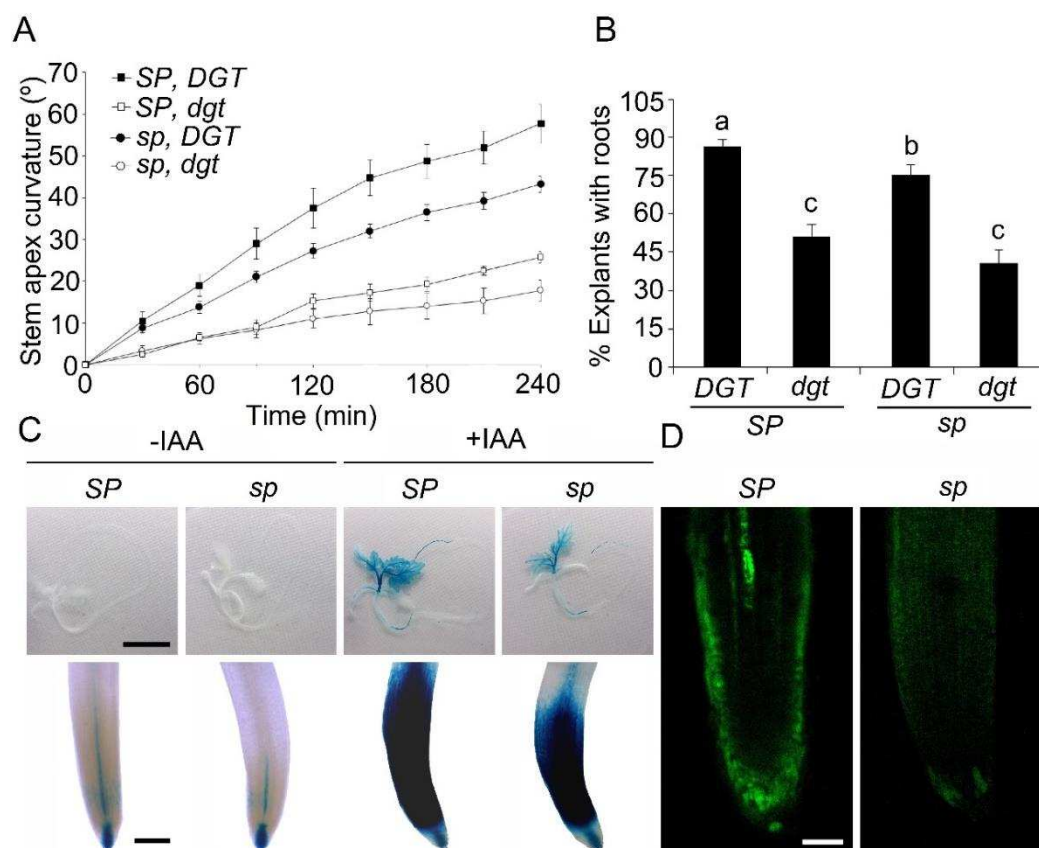 A
Stem apex curvature (º)
70
60
50
40
30
20
10
0
SP, DGT
SP, dgt
sp, DGT
sp, dgt
0 60 120 180 240
Time (min)
B
% Explants with roots
105
90
75
60
45
30
15
0
a
c
b
c
DGT dgt DGT dgt
SP sp
C
-IAA +IAA
SP sp SP sp
D
SP sp